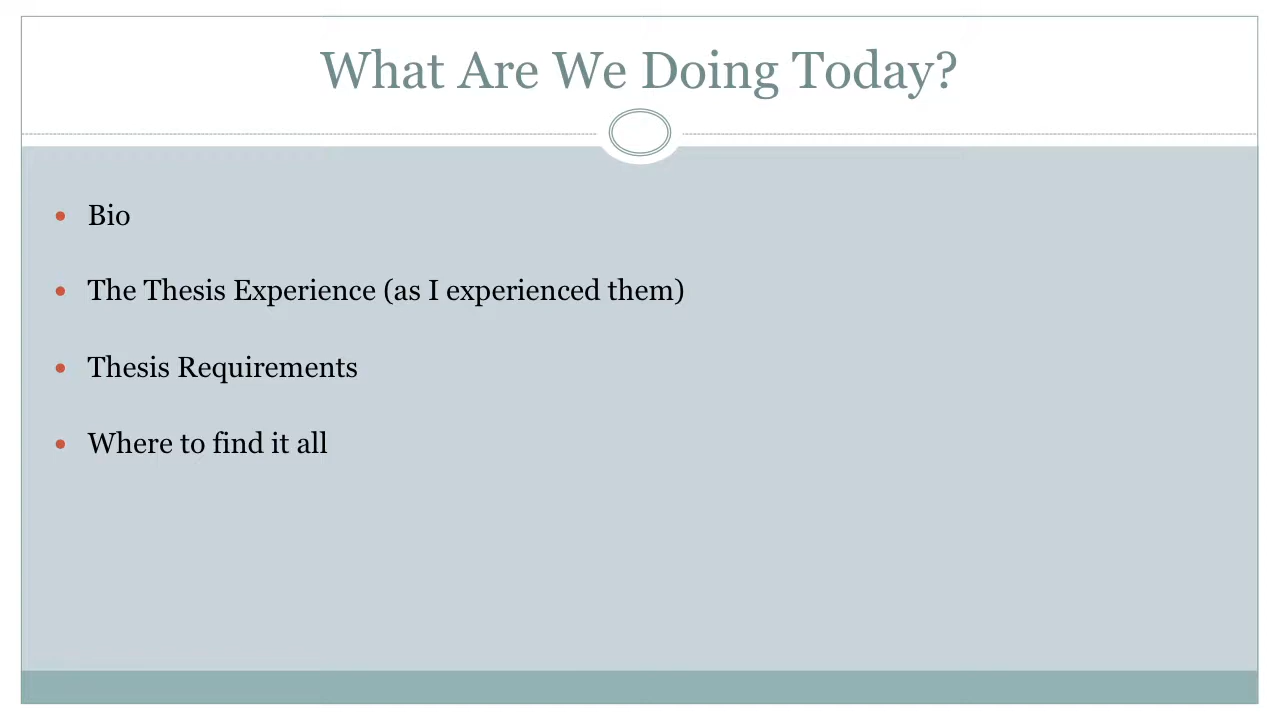 What Are We Doing Today?
Bio
The Thesis Experience (as I experienced them)
Thesis Requirements
Where to find it all